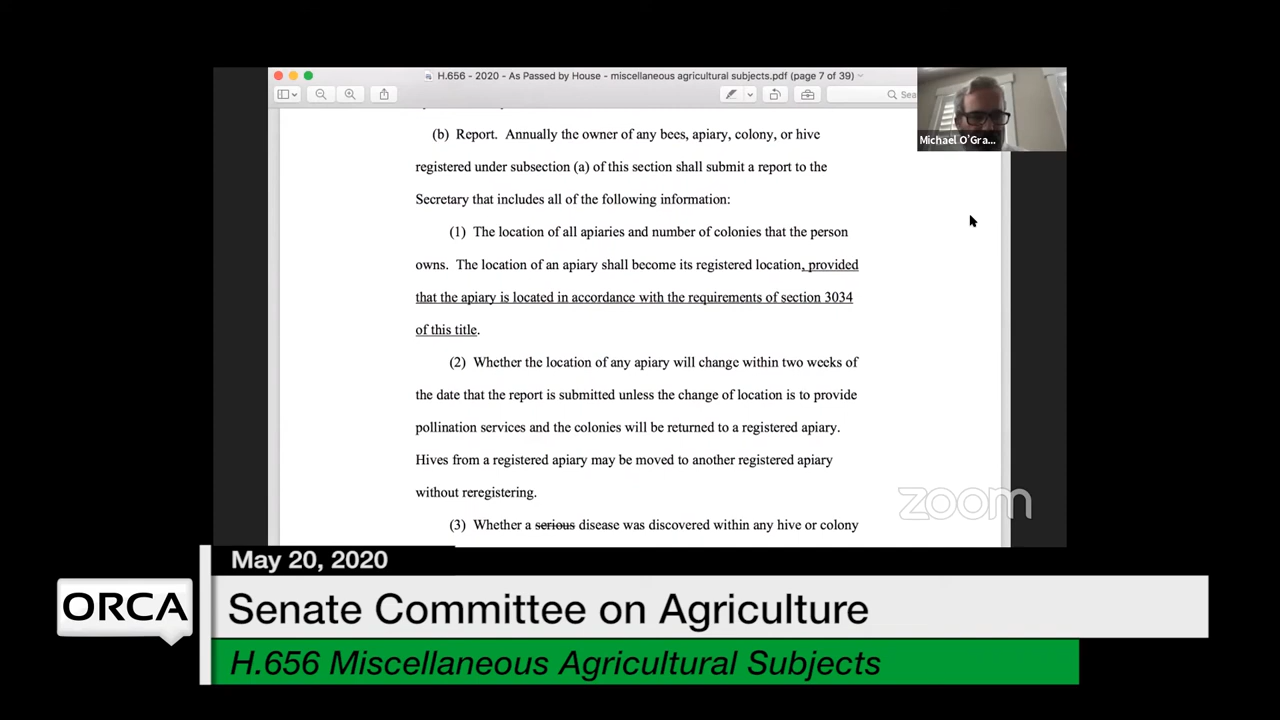 H.656 - 2020 - As Passed by House - miscellaneous agricultural subjects.pdf (page 7 of 39)
Sea
Michael O'Gra...
(b) Report. Annually the owner of any bees, apiary, colony, or hive
registered under subsection (a) of this section shall submit a report to the
Secretary that includes all of the following information:
(1) The location of all apiaries and number of colonies that the person
owns. The location of an apiary shall become its registered location, provided
that the apiary is located in accordance with the requirements of section 3034
of this title.
(2) Whether the location of any apiary will change within two weeks of
the date that the report is submitted unless the change of location is to provide
pollination services and the colonies will be returned to a registered apiary.
Hives from a registered apiary may be moved to another registered apiary
without reregistering.
(3) Whether a serious disease was discovered within any hive or colony
zoom
May 20, 2020
ORCA
Senate Committee on Agriculture
H.656 Miscellaneous Agricultural Subjects